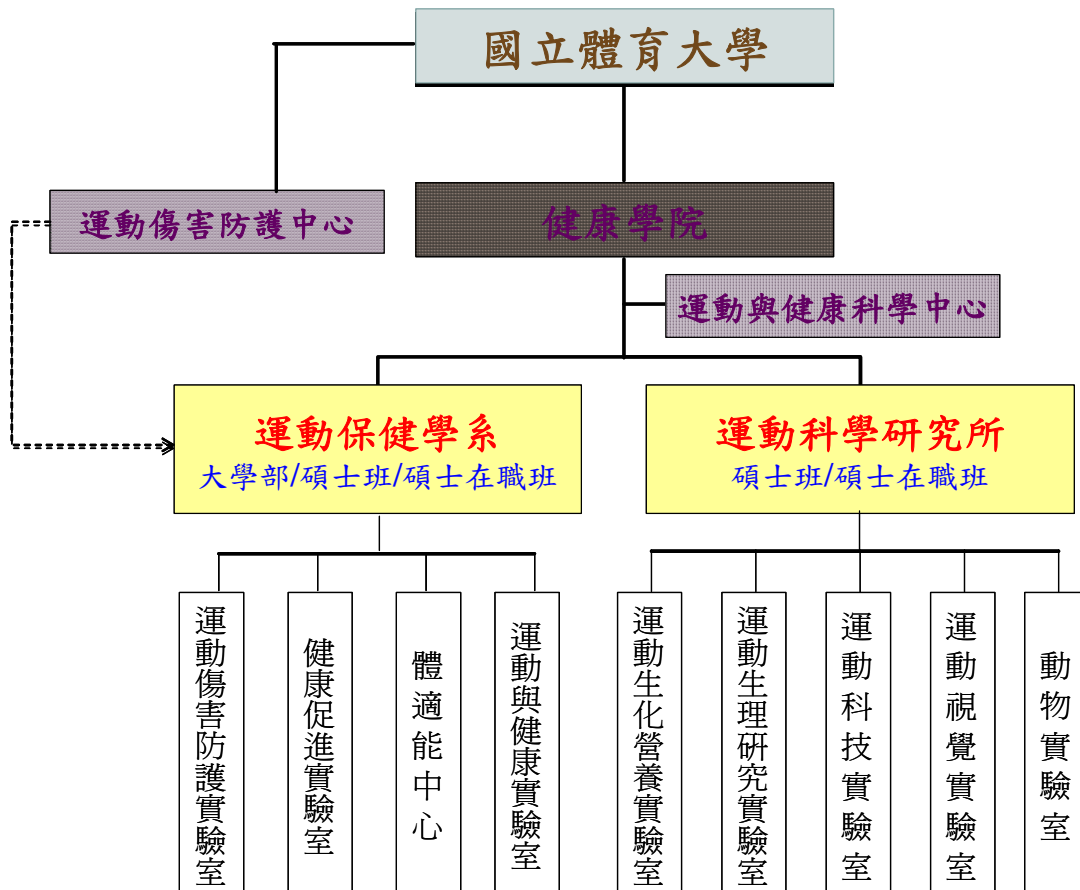 國立體育大學
運動傷害防護中心
健康學院
運動與健康科學中心
運動保健學系
大學部/碩士班/碩士在職班
運動科學研究所
碩士班/碩士在職班
運動傷害防護實驗室
健康促進實驗室
體適能中心
運動與健康實驗室
運動生化營養實驗室
運動生理研究實驗室
運動科技實驗室
運動視覺實驗室
動物實驗室